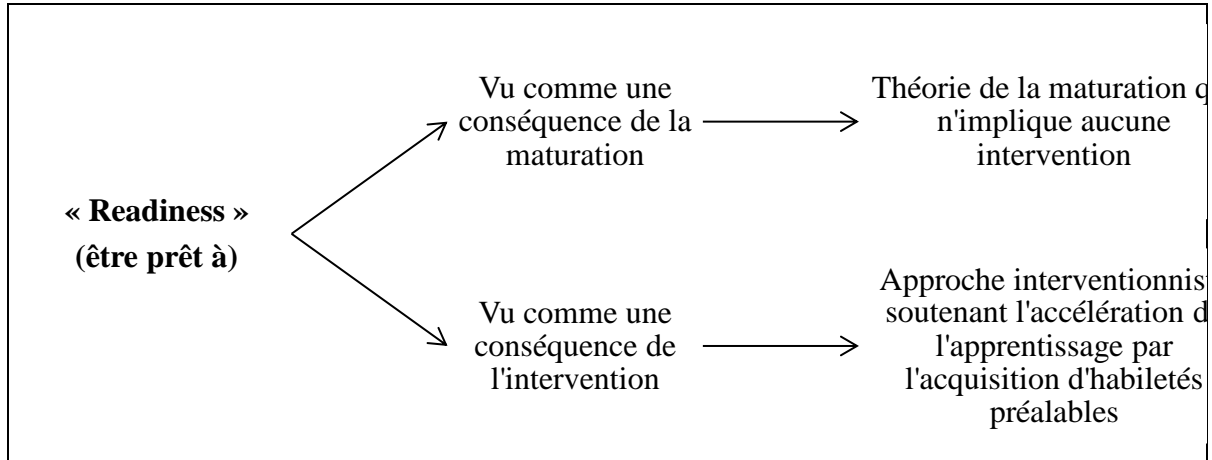 Vu comme une
conséquence de la
maturation
Théorie de la maturation q
n'implique aucune
intervention
« Readiness »
(être prêt à)
Vu comme une
conséquence de
l'intervention
Approche interventionnis
soutenant l'accélération d
l'apprentissage par
l'acquisition d'habiletés
préalables